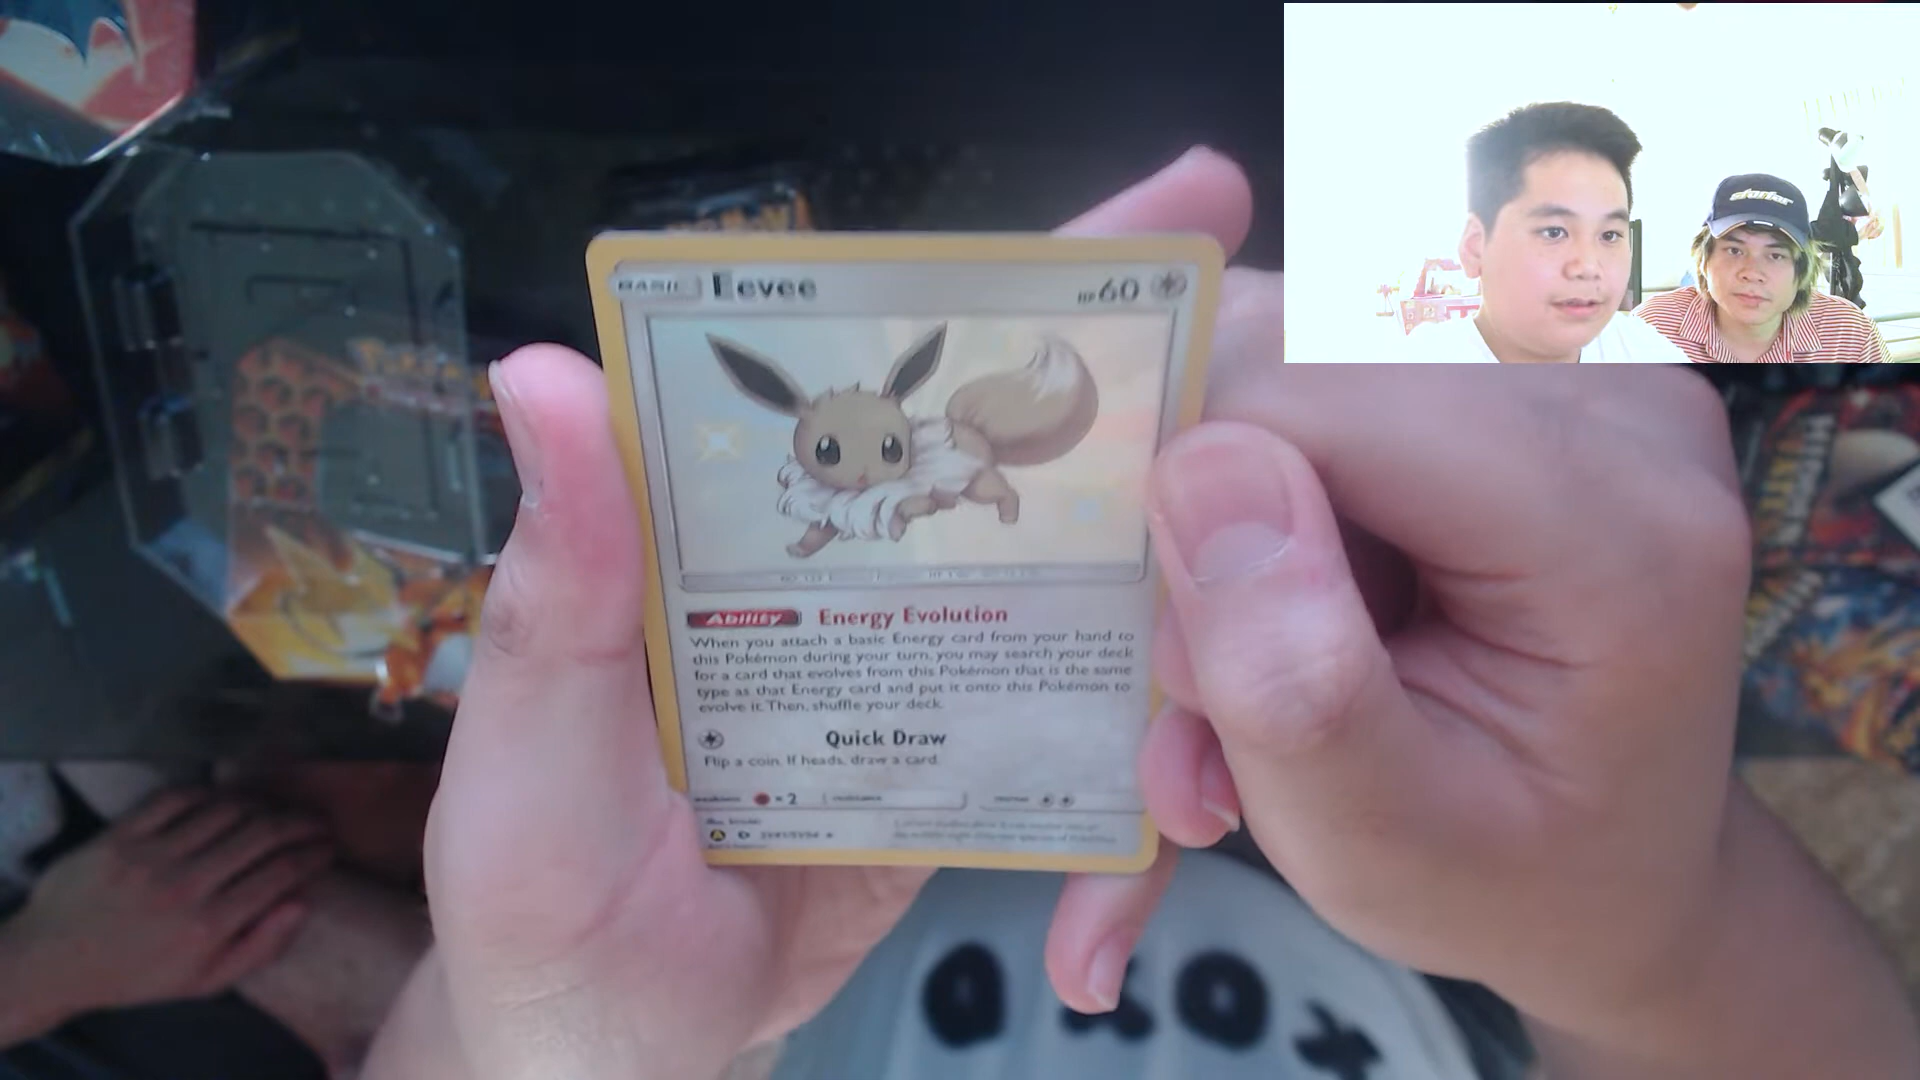 BASIC Eevee HP60
Ability Energy Evolution
When you attach a basic Energy card from your hand to
this Pokémon during your turn, you may search your deck
for a card that evolves from this Pokémon that is the same
type as that Energy card and put it onto this Pokémon to
evolve it. Then, shuffle your deck.
Quick Draw
Flip a coin. If heads, draw a card.
weakness ×2 resistance